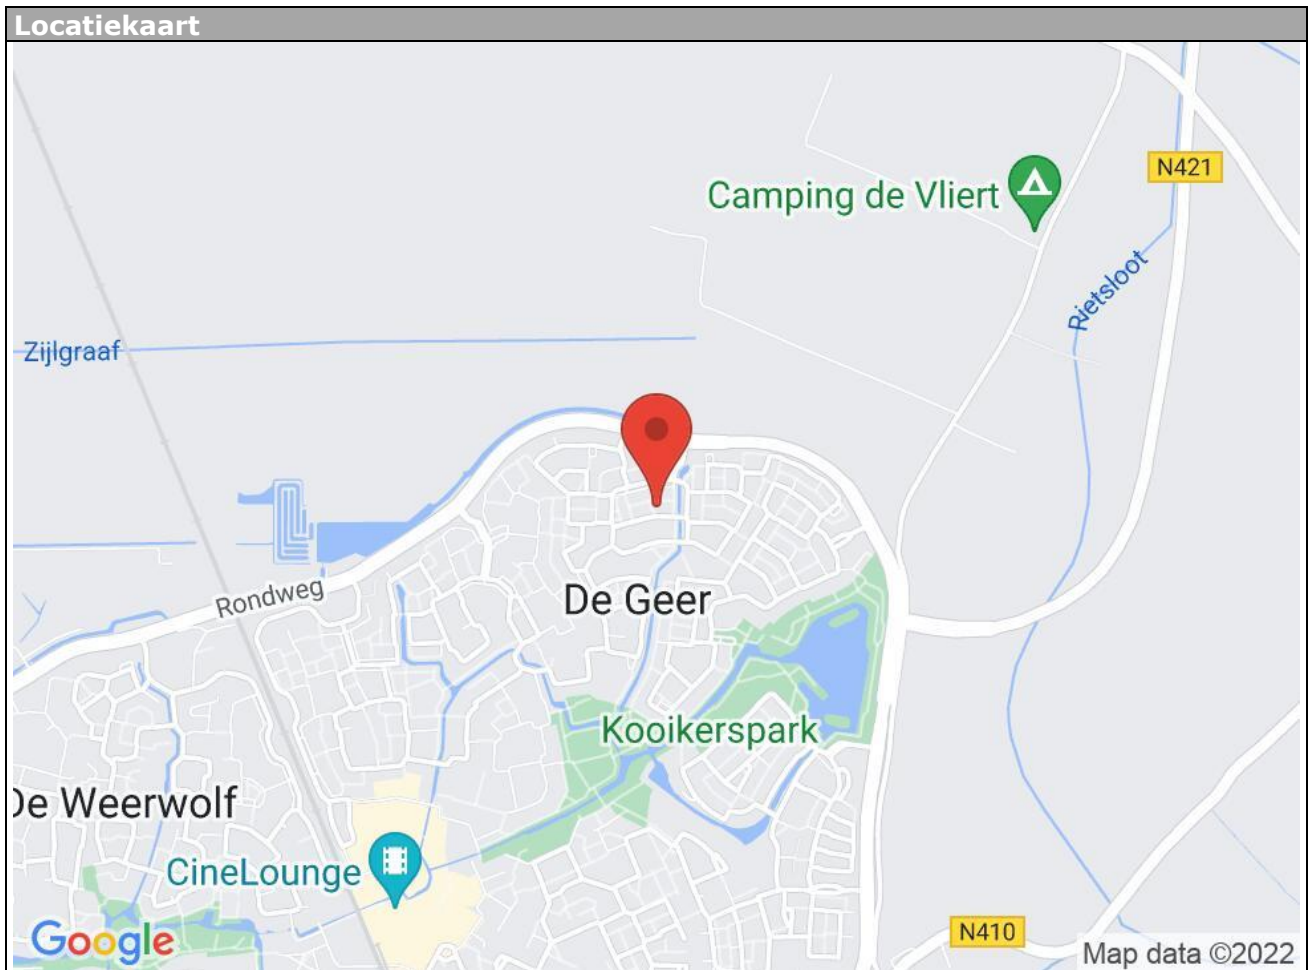 Locatiekaart
N421
Camping de Vliert
Rietsloot
Zijlgraaf
Rondweg
De Geer
Kooikerspark
De Weerwolf
CineLounge
N410
Google
Map data ©2022